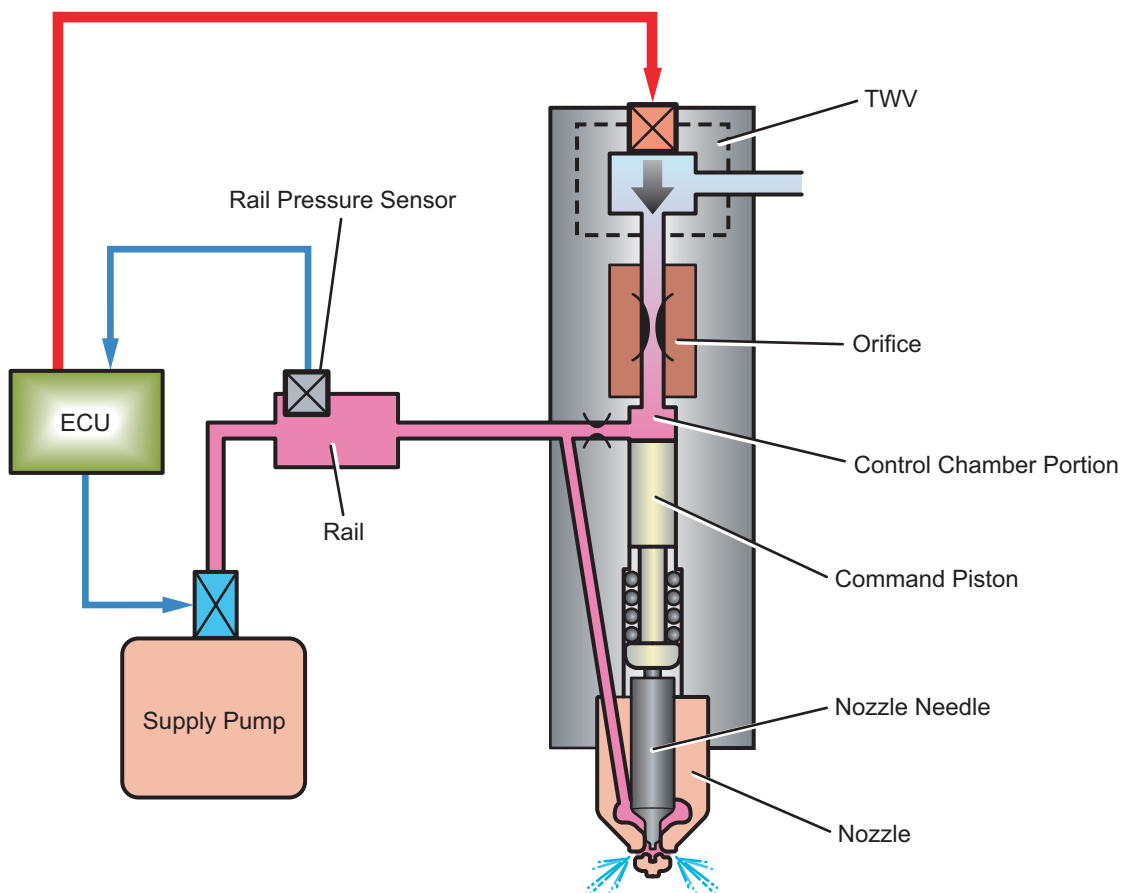 TWV
Rail Pressure Sensor
Orifice
ECU
Control Chamber Portion
Rail
Command Piston
Nozzle Needle
Supply Pump
Nozzle